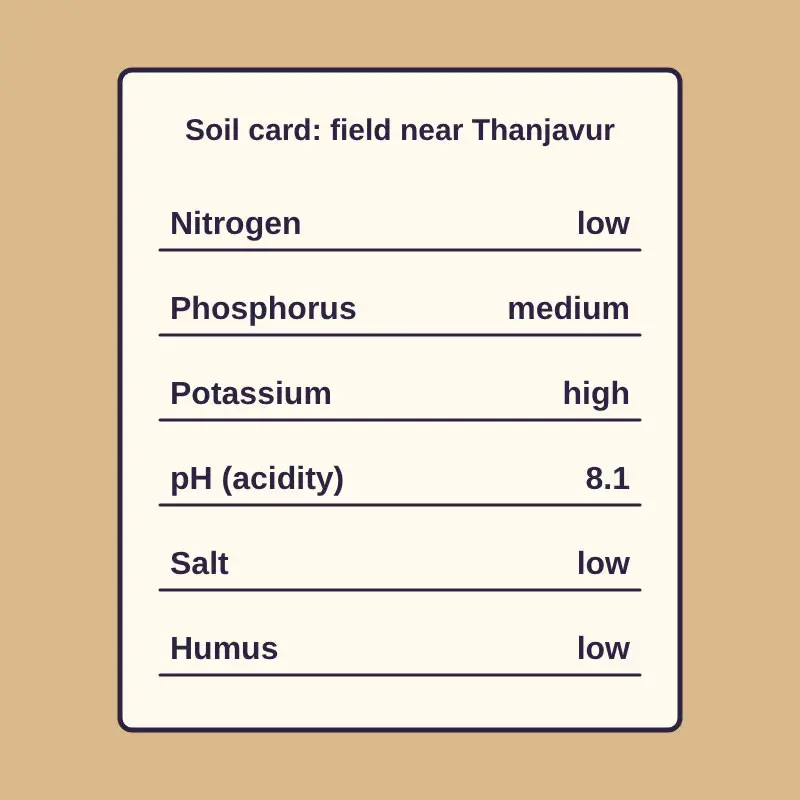 Soil card: field near Thanjavur
Nitrogen low
Phosphorus medium
Potassium high
pH (acidity) 8.1
Salt low
Humus low